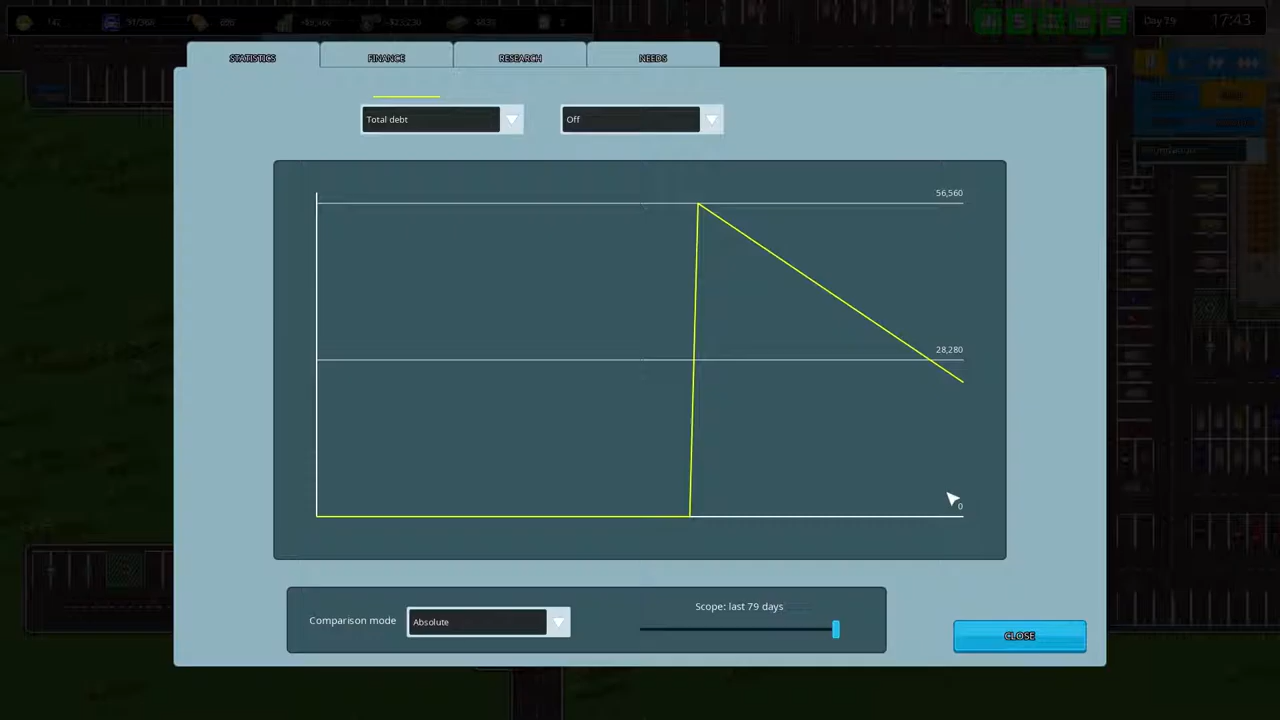 Day 79
17:43
STATISTICS
FINANCE
RESEARCH
NEEDS
Total debt
Off
56,560
28,280
0
Comparison mode
Absolute
Scope: last 79 days
CLOSE